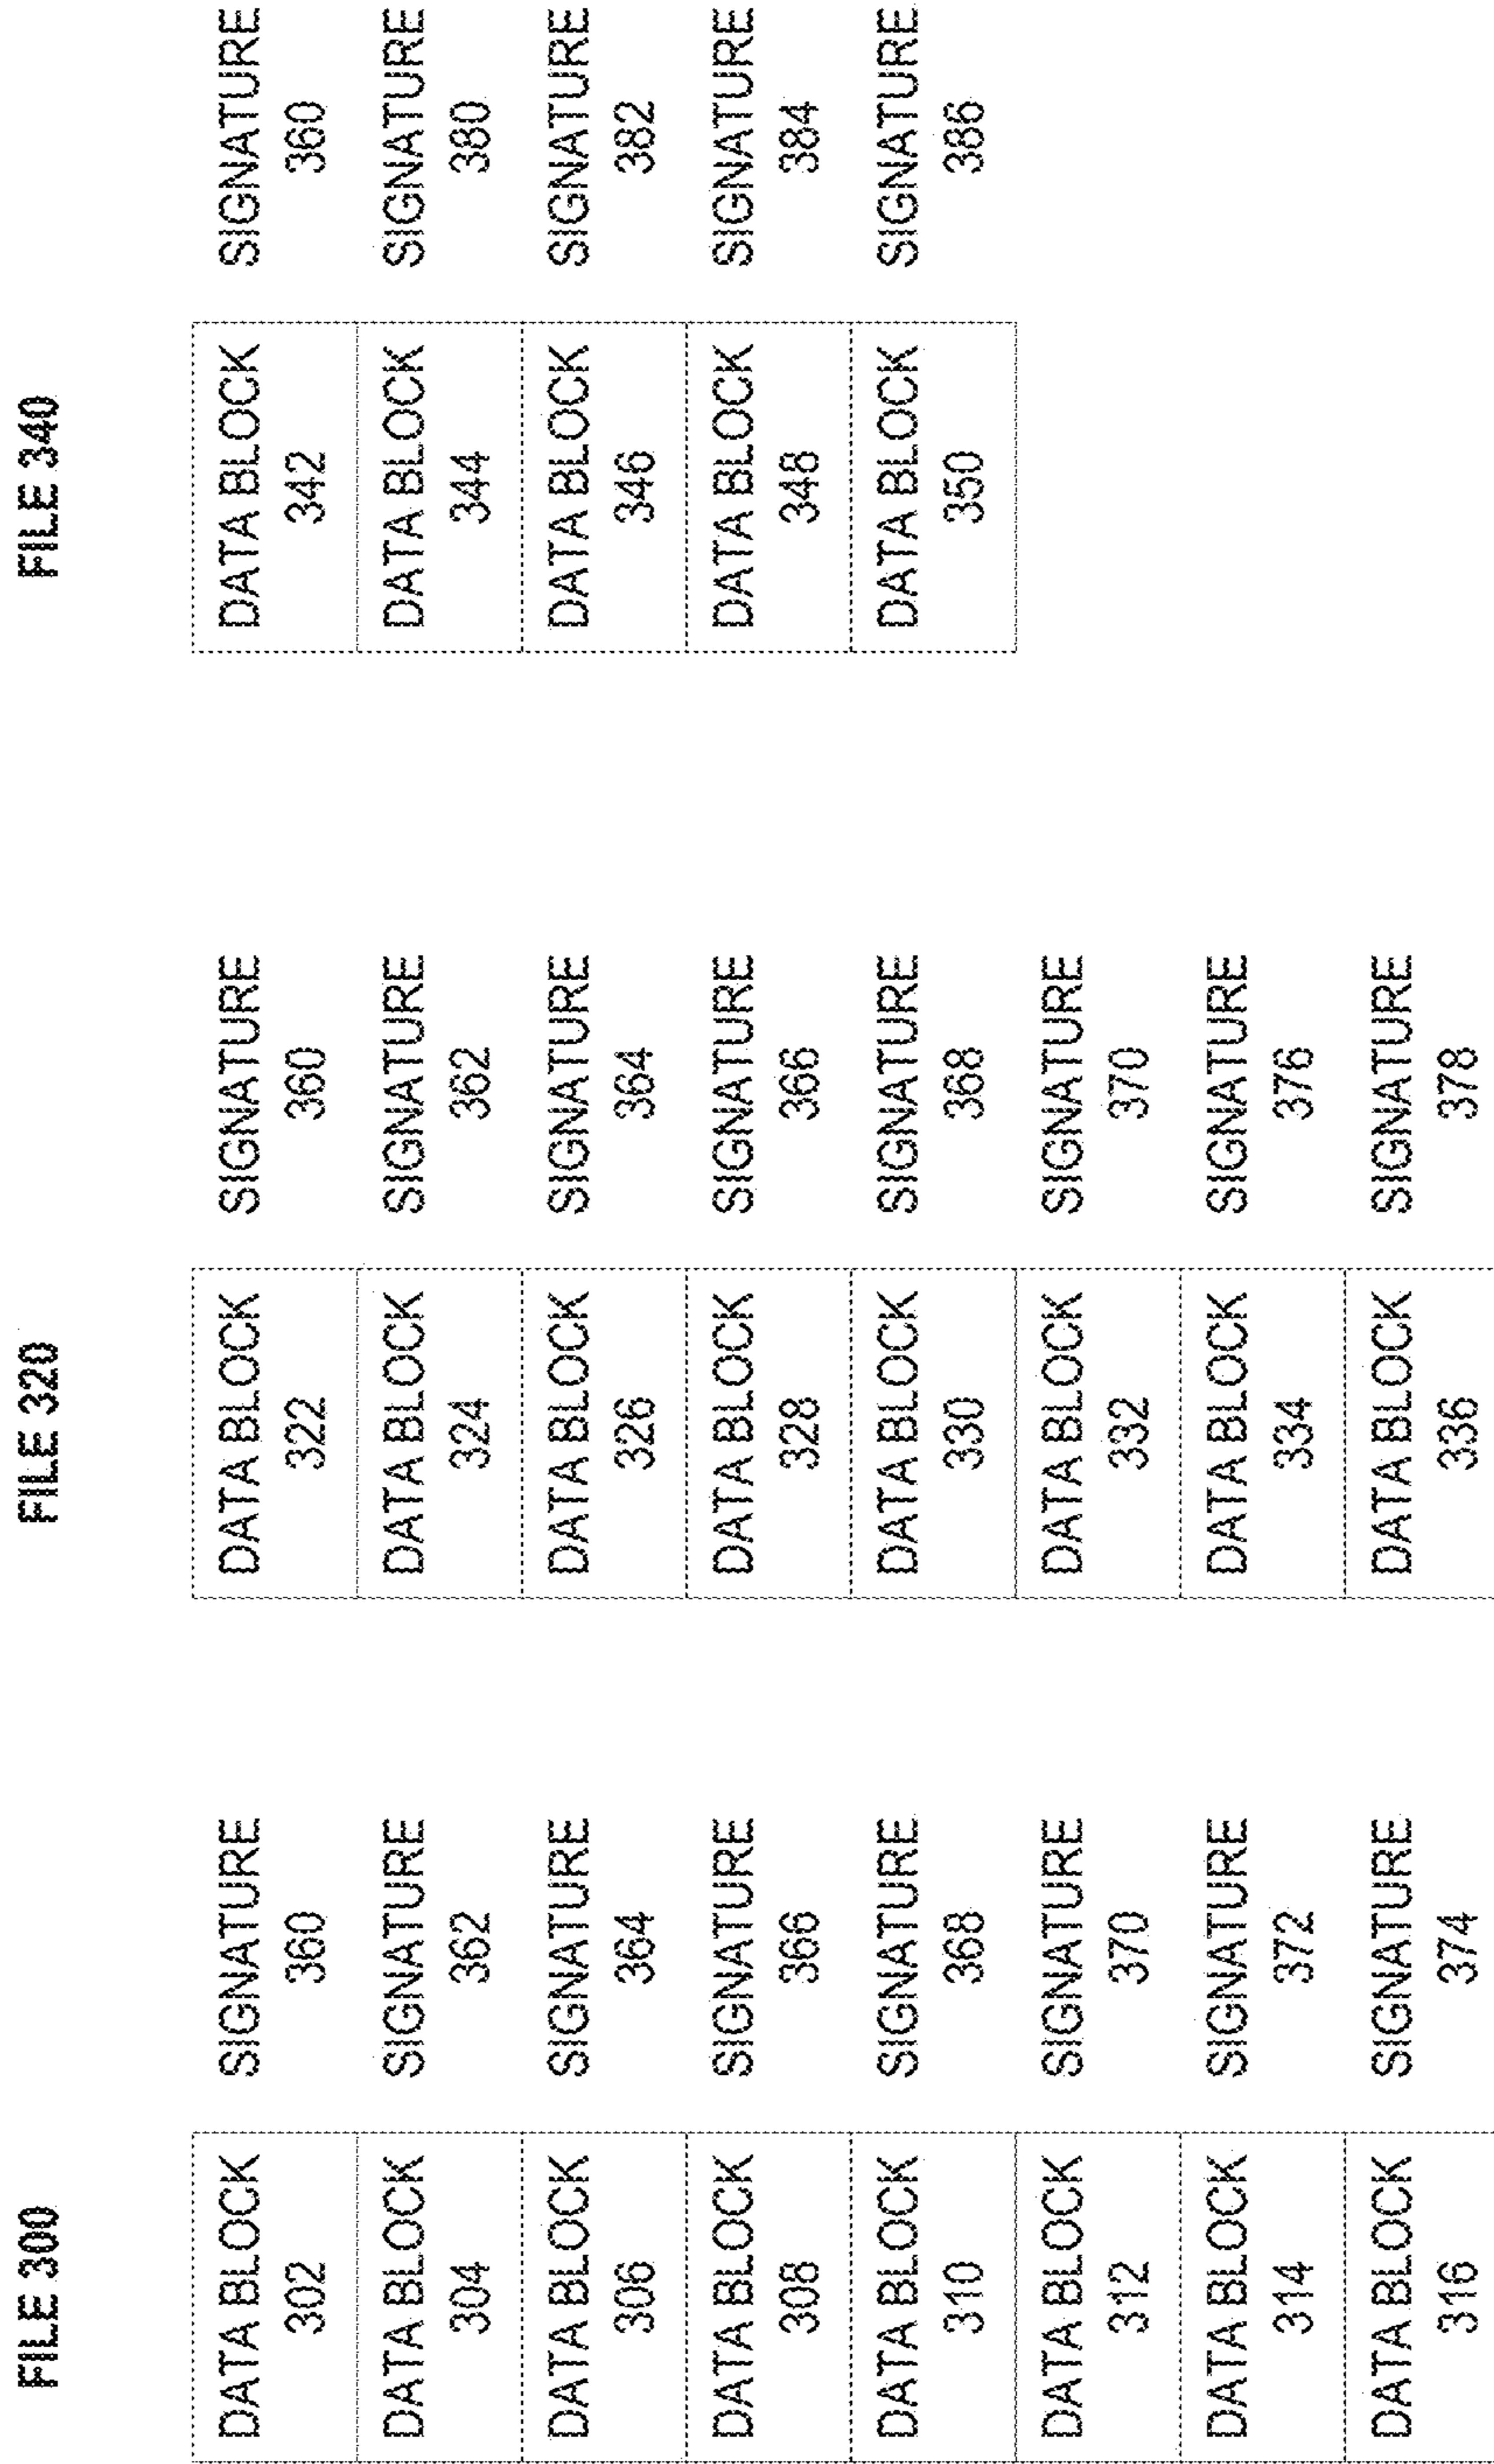 FILE 300
DATA BLOCK
302
SIGNATURE
360
DATA BLOCK
304
SIGNATURE
362
DATA BLOCK
306
SIGNATURE
364
DATA BLOCK
308
SIGNATURE
366
DATA BLOCK
310
SIGNATURE
368
DATA BLOCK
312
SIGNATURE
370
DATA BLOCK
314
SIGNATURE
372
DATA BLOCK
316
SIGNATURE
374
FILE 320
DATA BLOCK
322
SIGNATURE
360
DATA BLOCK
324
SIGNATURE
362
DATA BLOCK
326
SIGNATURE
364
DATA BLOCK
328
SIGNATURE
366
DATA BLOCK
330
SIGNATURE
368
DATA BLOCK
332
SIGNATURE
370
DATA BLOCK
334
SIGNATURE
376
DATA BLOCK
336
SIGNATURE
378
FILE 340
DATA BLOCK
342
SIGNATURE
360
DATA BLOCK
344
SIGNATURE
380
DATA BLOCK
346
SIGNATURE
382
DATA BLOCK
348
SIGNATURE
384
DATA BLOCK
350
SIGNATURE
386